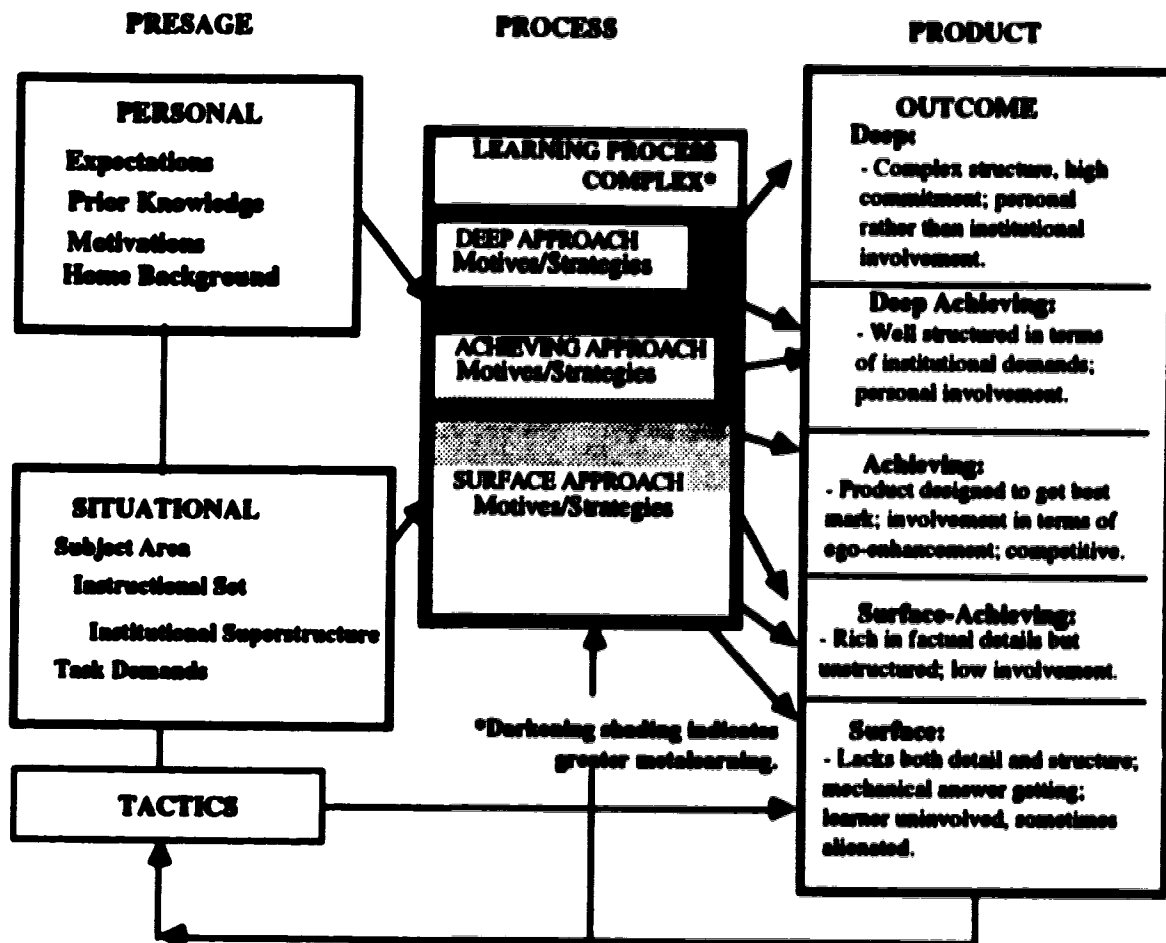 PRESAGE
PROCESS
PRODUCT
PERSONAL
Expectations
Prior Knowledge
Motivations
Home Background
SITUATIONAL
Subject Area
Instructional Set
Institutional Superstructure
Task Demands
TACTICS
LEARNING PROCESS
COMPLEX*
DEEP APPROACH
Motives/Strategies
ACHIEVING APPROACH
Motives/Strategies
SURFACE APPROACH
Motives/Strategies
*Darkening shading indicates
greater metalearning.
OUTCOME
Deep:
- Complex structure, high
commitment; personal
rather than institutional
involvement.
Deep Achieving:
- Well structured in terms
of institutional demands;
personal involvement.
Achieving:
- Product designed to get best
mark; involvement in terms of
ego-enhancement; competitive.
Surface-Achieving:
- Rich in factual details but
unstructured; low involvement.
Surface:
- Lacks both detail and structure;
mechanical answer getting;
learner uninvolved, sometimes
alienated.